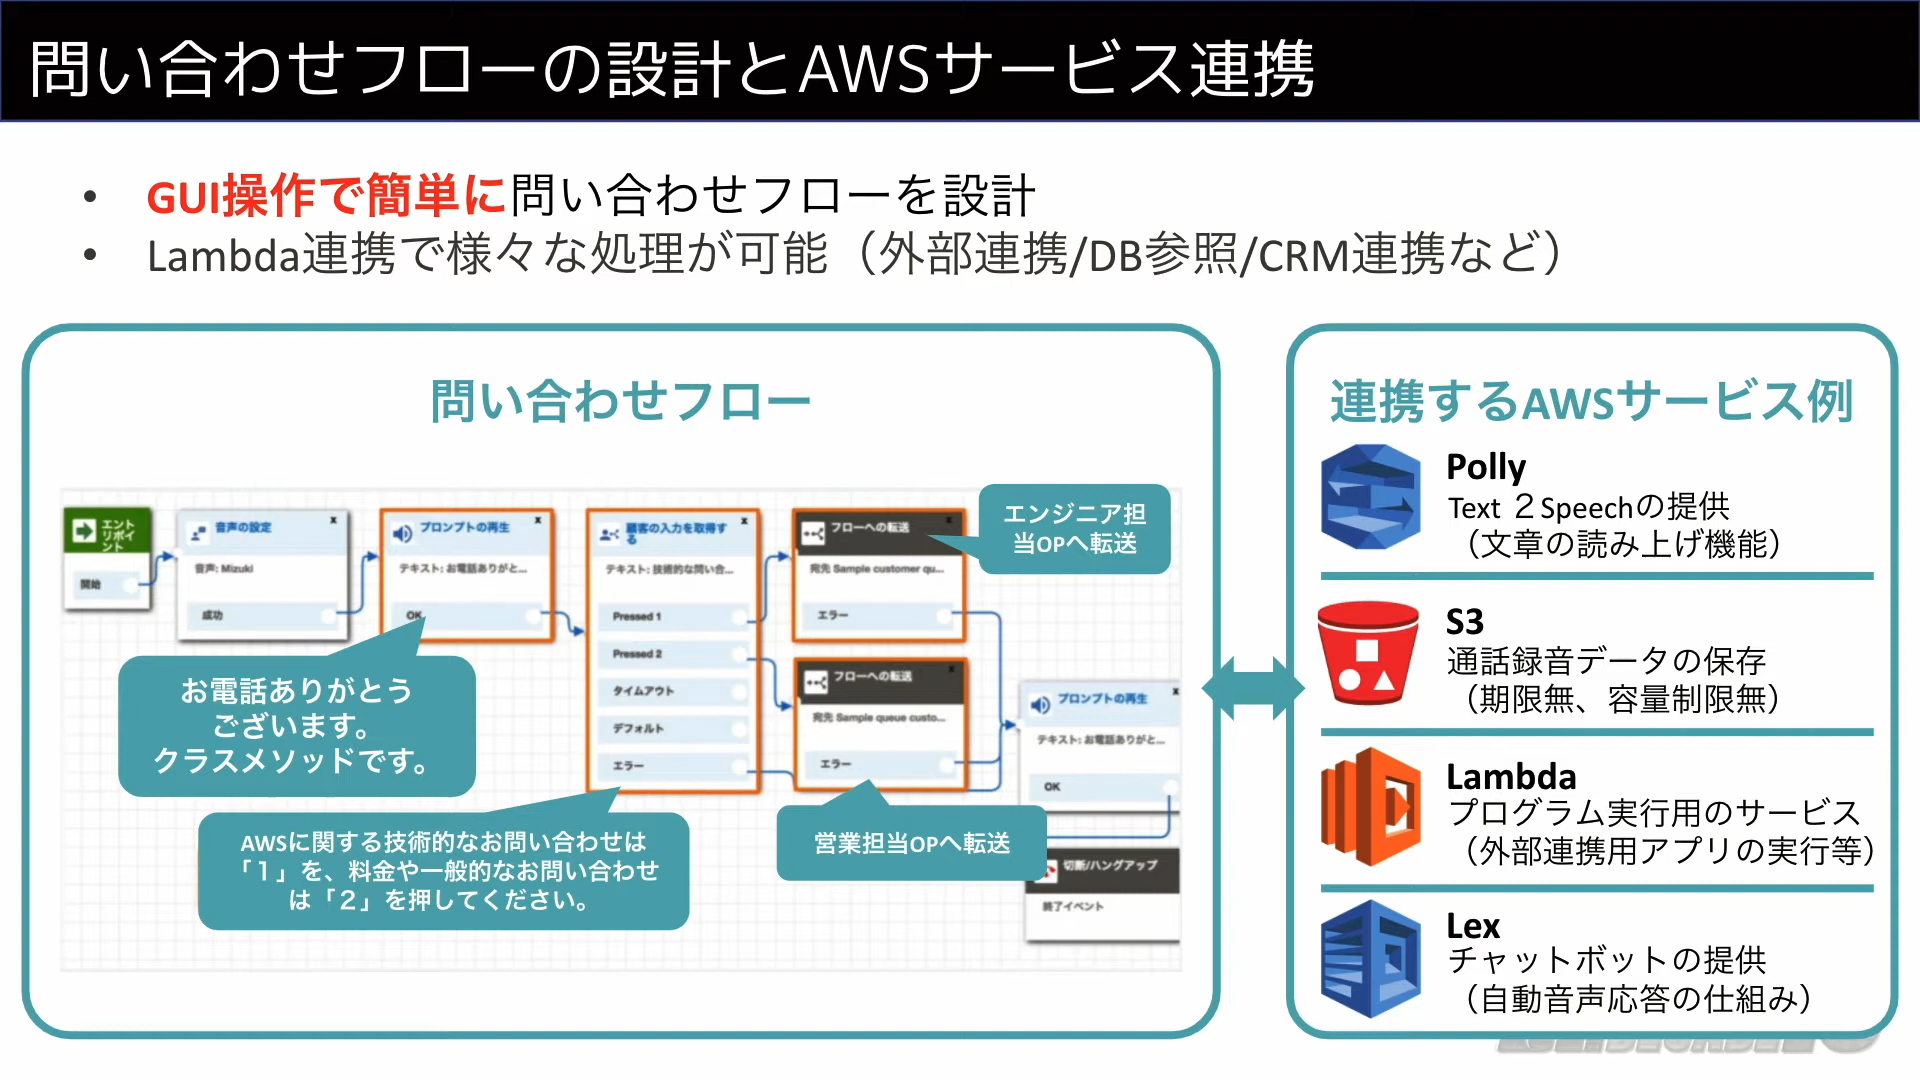 問い合わせフローの設計とAWSサービス連携
• GUI操作で簡単に問い合わせフローを設計
• Lambda連携で様々な処理が可能（外部連携/DB参照/CRM連携など）
問い合わせフロー
エント
リポイ
ント
開始
音声の設定 x
音声: Mizuki
成功
プロンプトの再生 x
テキスト: お電話ありがと...
OK
顧客の入力を取得す x
る
テキスト: 技術的な問い合...
Pressed 1
Pressed 2
タイムアウト
デフォルト
エラー
フローへの転送 x
宛先 Sample customer qu...
エラー
フローへの転送 x
宛先 Sample queue custo...
エラー
プロンプトの再生 x
テキスト: お電話ありがと...
OK
切断/ハングアップ
終了イベント
エンジニア担
当OPへ転送
お電話ありがとう
ございます。
クラスメソッドです。
AWSに関する技術的なお問い合わせは
「１」を、料金や一般的なお問い合わせ
は「２」を押してください。
営業担当OPへ転送
連携するAWSサービス例
Polly
Text ２Speechの提供
（文章の読み上げ機能）
S3
通話録音データの保存
（期限無、容量制限無）
Lambda
プログラム実行用のサービス
（外部連携用アプリの実行等）
Lex
チャットボットの提供
（自動音声応答の仕組み）